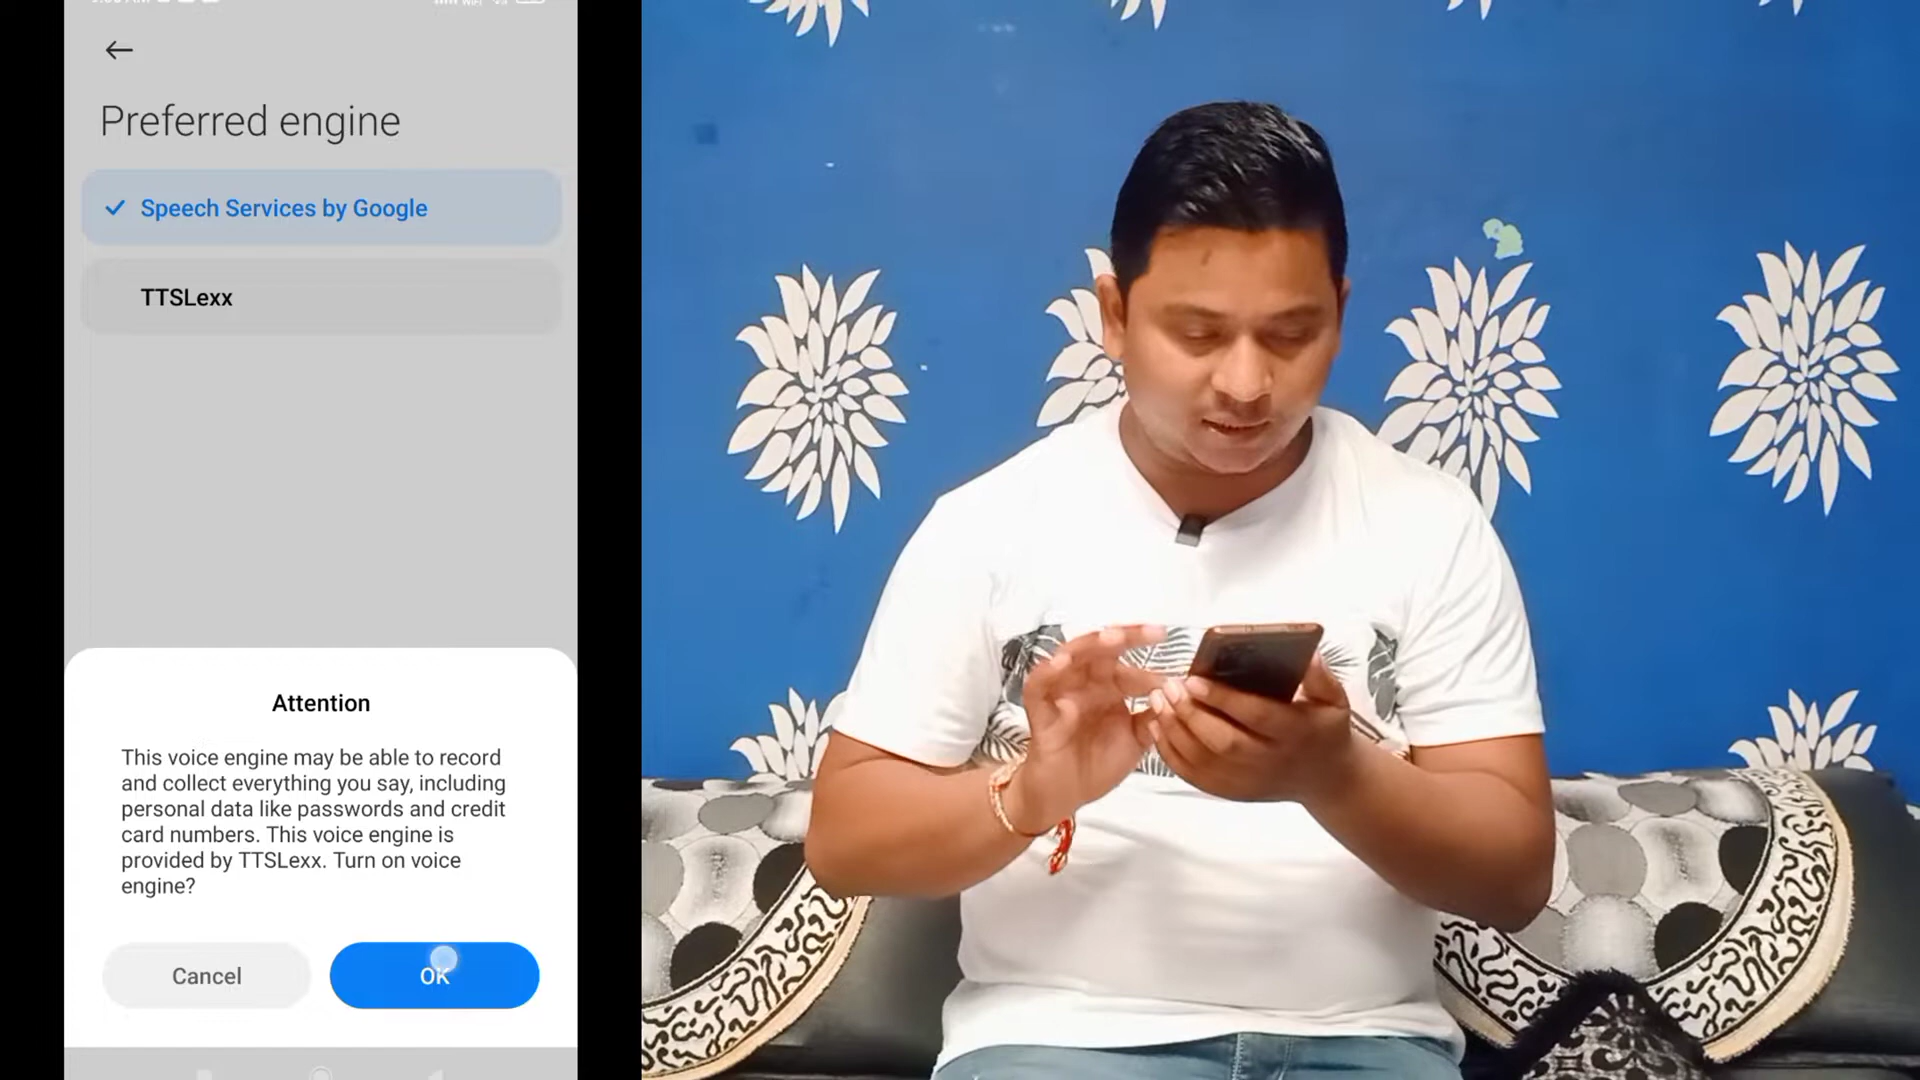 Preferred engine
Speech Services by Google
TTSLexx
Attention
This voice engine may be able to record
and collect everything you say, including
personal data like passwords and credit
card numbers. This voice engine is
provided by TTSLexx. Turn on voice
engine?
Cancel
OK